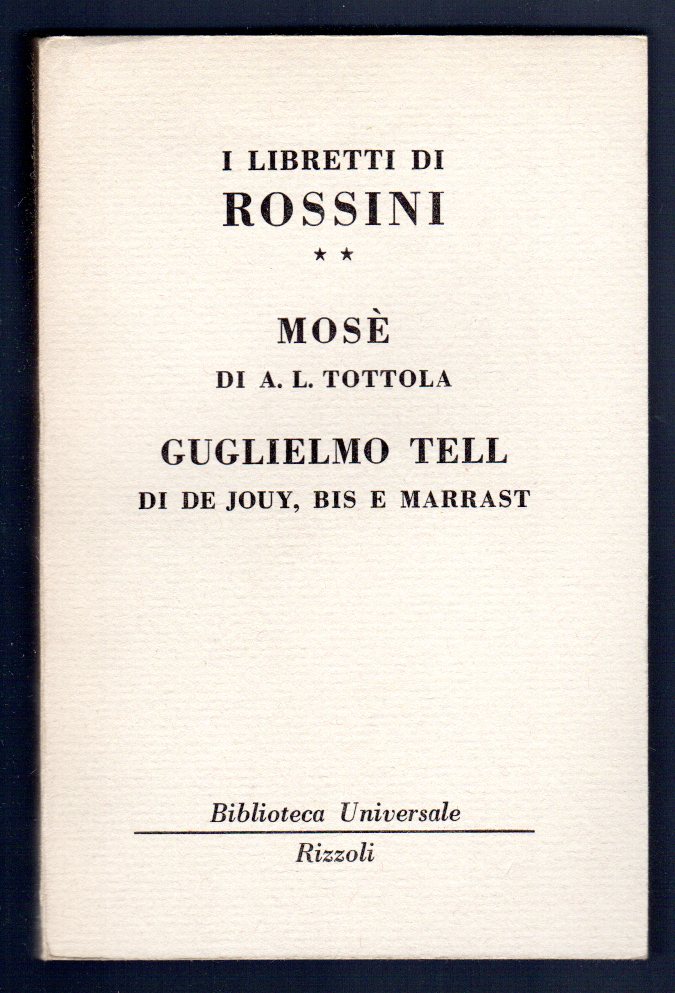 I LIBRETTI DI
ROSSINI
★ ★
MOSÈ
DI A. L. TOTTOLA
GUGLIELMO TELL
DI DE JOUY, BIS E MARRAST
Biblioteca Universale
Rizzoli